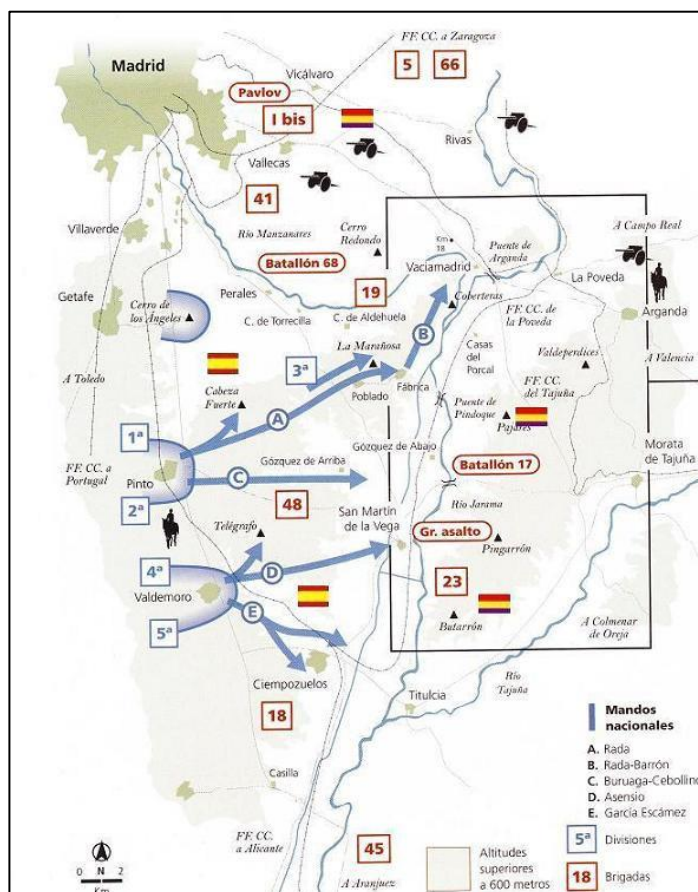 FF. CC. a Zaragoza
Madrid
5
66
Vicálvaro
Pavlov
I bis
Rivas
Vallecas
41
Villaverde
Río Manzanares
Cerro
Redondo
Km
18
Puente de
Arganda
A Campo Real
Batallón 68
Vaciamadrid
La Poveda
Getafe
Perales
19
Coberteras
Arganda
Cerro de
los Ángeles
C. de Torrecilla
C. de Aldehuela
B
FF. CC. de
la Poveda
La Marañosa
Casas
del
Porcal
Valdeperdices
A Valencia
A Toledo
3ª
Cabeza
Fuerte
Fábrica
Poblado
FF. CC.
del Tajuña
A
Puente de
Pindoque
Pajares
1ª
Gózquez de Abajo
Morata
de Tajuña
FF. CC. a
Portugal
Pinto
C
Gózquez de Arriba
Batallón 17
2ª
48
San Martín
de la Vega
Río Jarama
Telégrafo
Gr. asalto
Pingarrón
4ª
D
Valdemoro
23
E
Butarrón
A Colmenar
de Oreja
5ª
Ciempozuelos
Río
Tajuña
18
Titulcia
Mandos
nacionales
A. Rada
B. Rada-Barrón
C. Buruaga-Cebollino
D. Asensio
E. García Escámez
Casilla
FF. CC.
a Alicante
45
A Aranjuez
0 N 2
Km
Altitudes
superiores
a 600 metros
5ª Divisiones
18 Brigadas